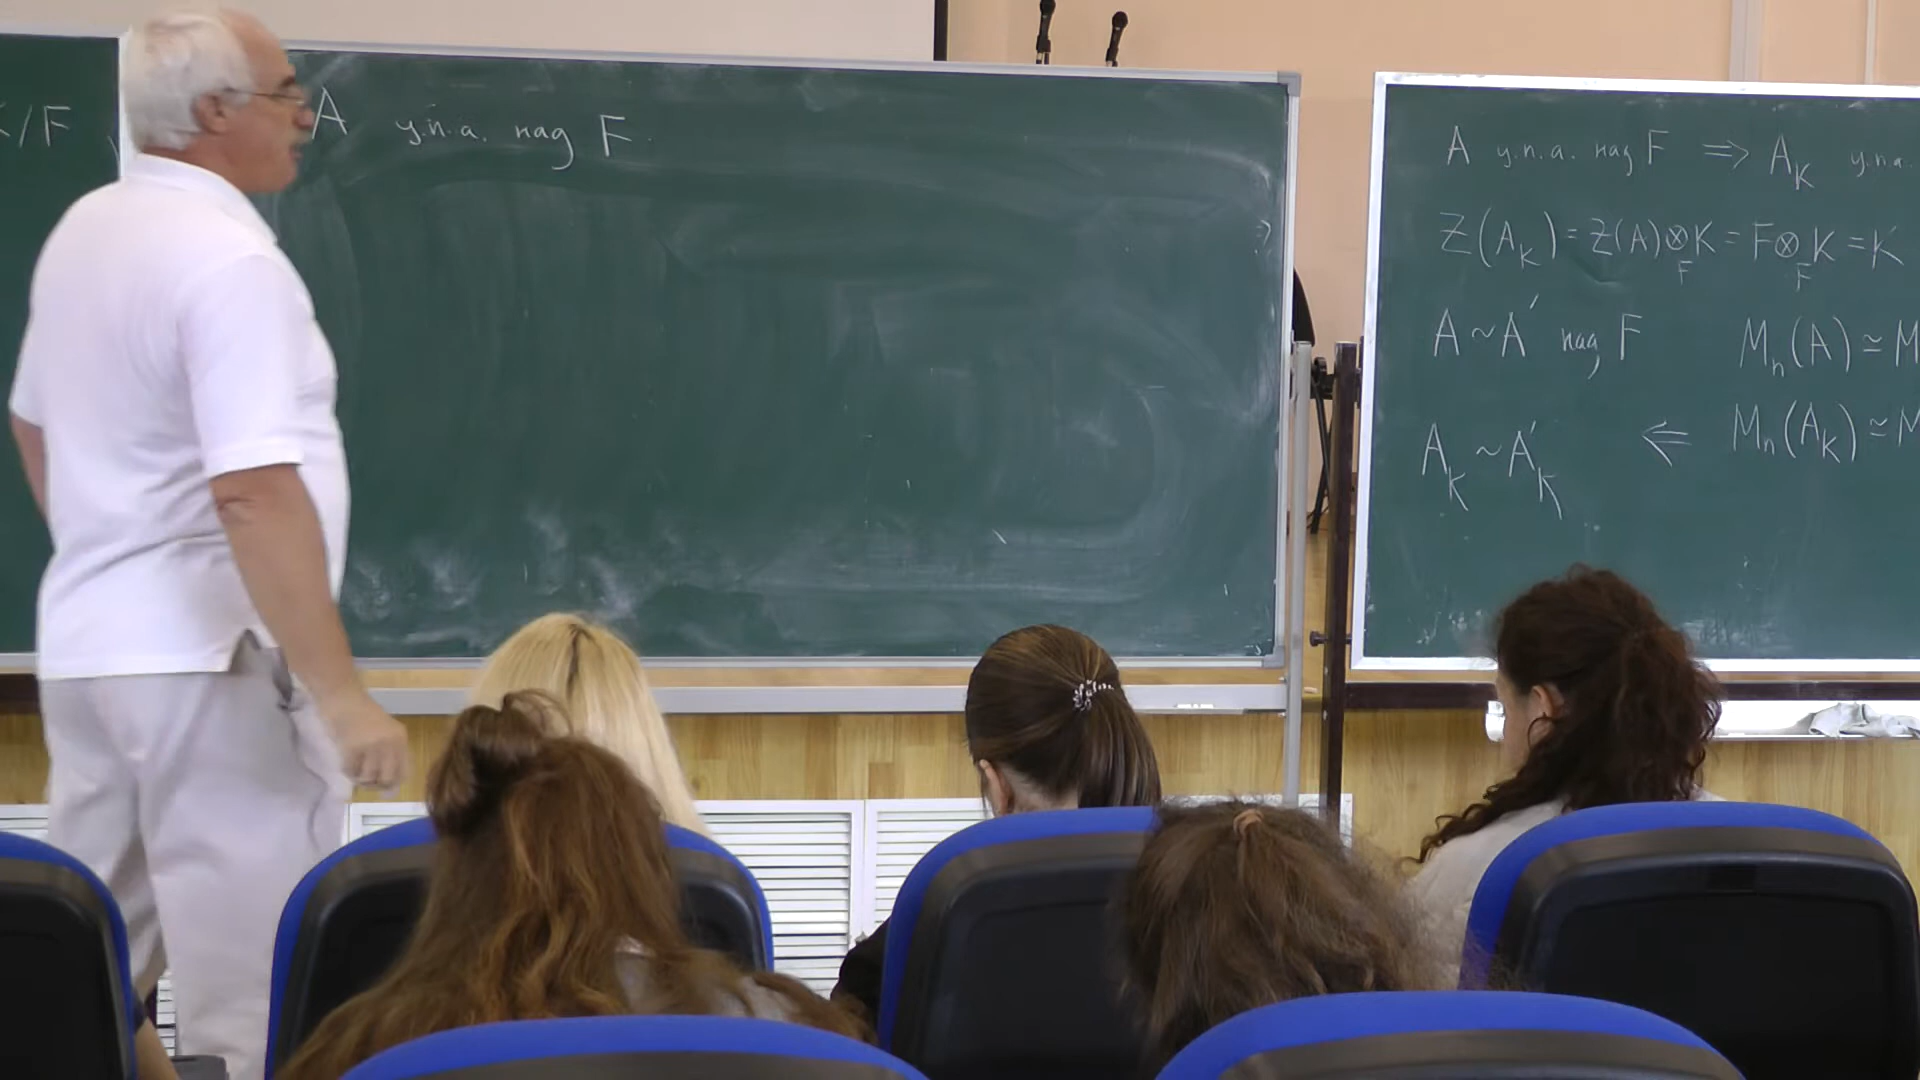 K/F
A ц.п.а. над F.
A ц.п.а. над F ⇒ A_K ц.п.а.
Z(A_K) = Z(A)⊗_F K = F⊗_F K = K
A ~ A' над F M_n(A) ≃ M
A_K ~ A'_K ⇐ M_n(A_K) ≃ M